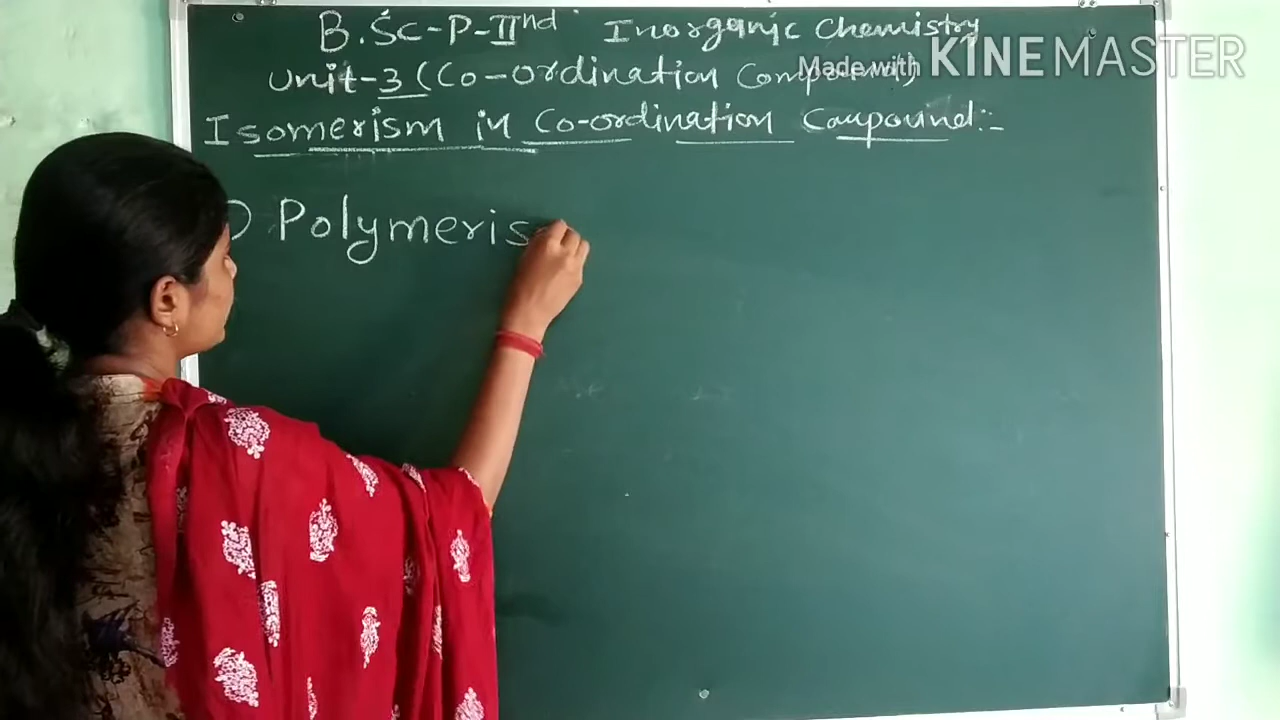 B.Sc-P-IInd Inorganic Chemistry
Unit-3 (Co-ordination Compound)
Made with KINEMASTER
Isomerism in Co-ordination Compound:-
Polymeris